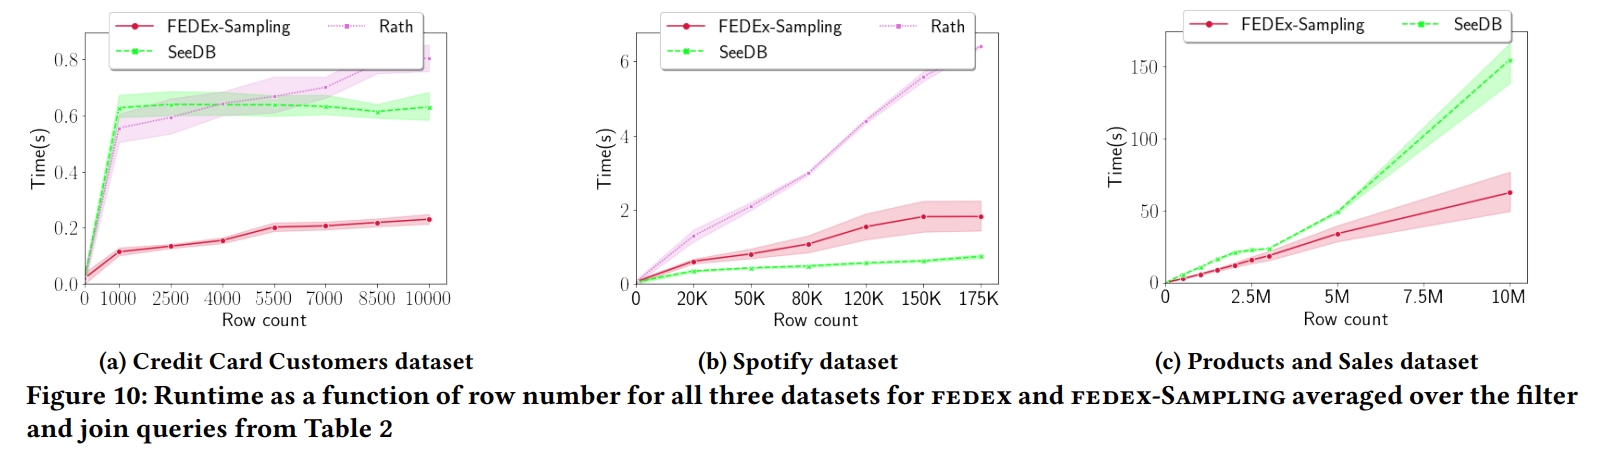 FEDEx-Sampling Rath
SeeDB
0.8
0.6
0.4
0.2
0.0
Time(s)
0 1000 2500 4000 5500 7000 8500 10000
Row count
(a) Credit Card Customers dataset
FEDEx-Sampling Rath
SeeDB
6
4
2
0
Time(s)
0 20K 50K 80K 120K 150K 175K
Row count
(b) Spotify dataset
FEDEx-Sampling SeeDB
150
100
50
0
Time(s)
0 2.5M 5M 7.5M 10M
Row count
(c) Products and Sales dataset
Figure 10: Runtime as a function of row number for all three datasets for FEDEX and FEDEX-SAMPLING averaged over the filter
and join queries from Table 2